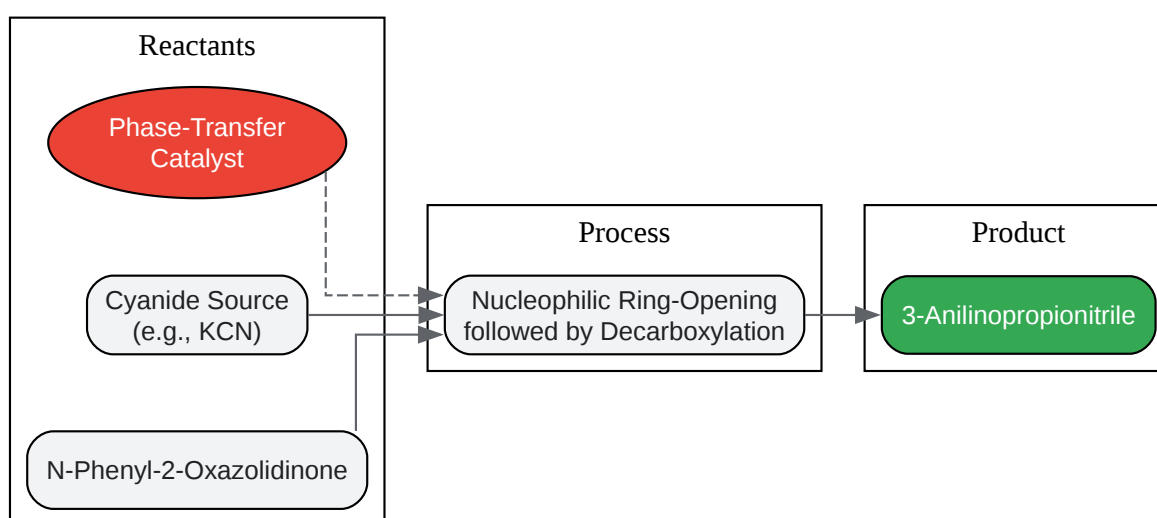 Reactants
Phase-Transfer
Catalyst
Cyanide Source
(e.g., KCN)
N-Phenyl-2-Oxazolidinone
Process
Nucleophilic Ring-Opening
followed by Decarboxylation
Product
3-Anilinopropionitrile